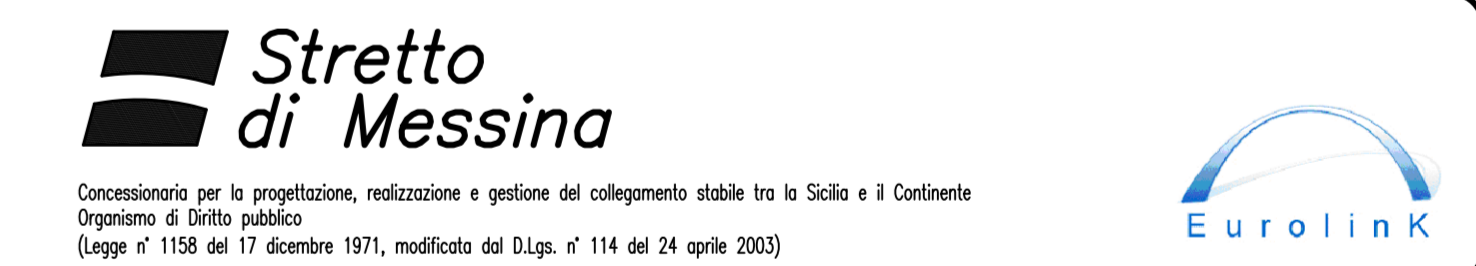 Stretto
di Messina
Concessionaria per la progettazione, realizzazione e gestione del collegamento stabile tra la Sicilia e il Continente
Organismo di Diritto pubblico
(Legge n° 1158 del 17 dicembre 1971, modificata dal D.Lgs. n° 114 del 24 aprile 2003)
EurolinK